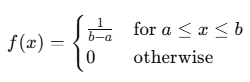 f(x) = { 1/(b−a) for a ≤ x ≤ b
0 otherwise